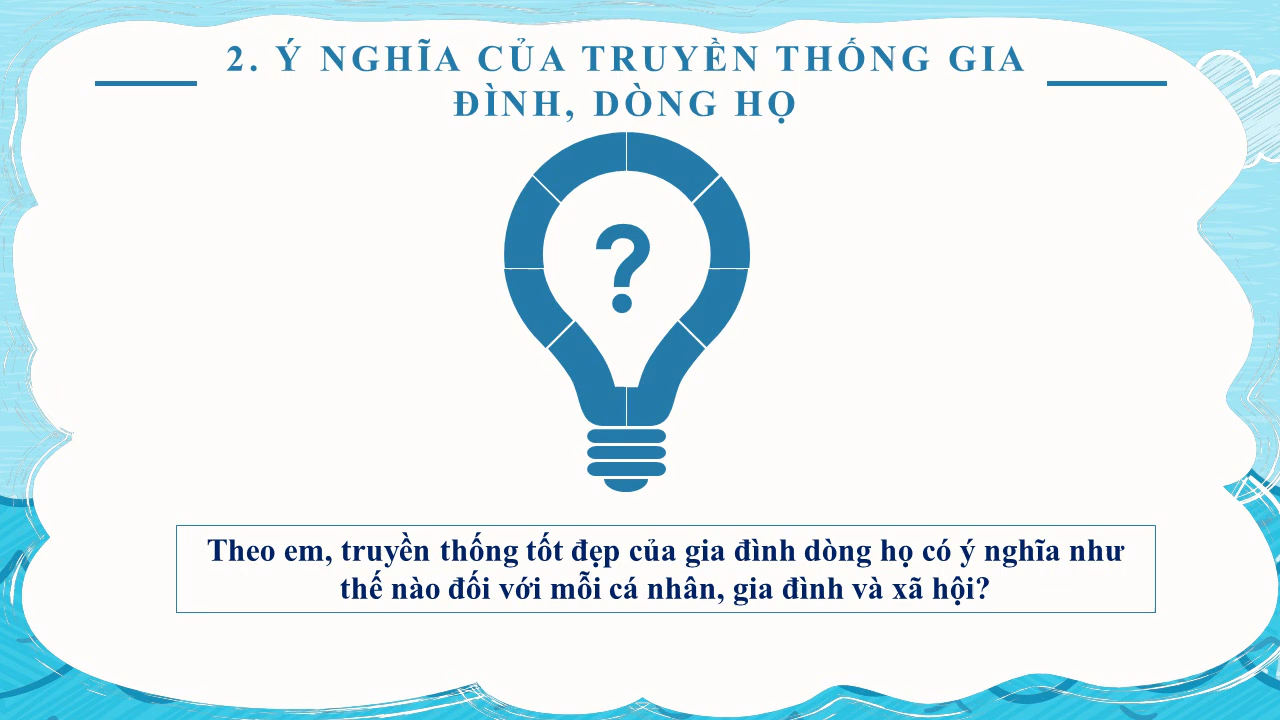 2. Ý NGHĨA CỦA TRUYỀN THỐNG GIA
ĐÌNH, DÒNG HỌ
?
Theo em, truyền thống tốt đẹp của gia đình dòng họ có ý nghĩa như
thế nào đối với mỗi cá nhân, gia đình và xã hội?